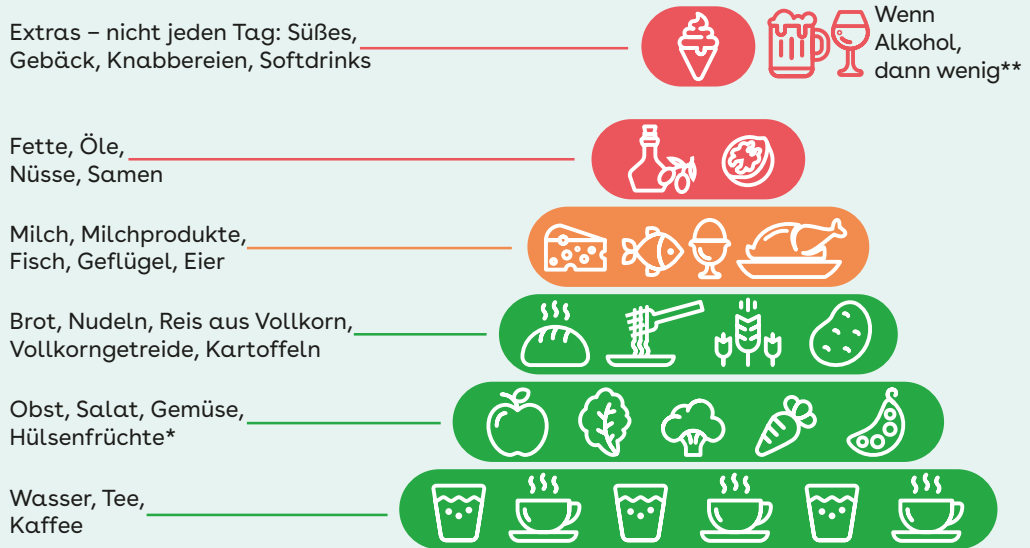 Extras – nicht jeden Tag: Süßes,
Gebäck, Knabbereien, Softdrinks
Wenn
Alkohol,
dann wenig**
Fette, Öle,
Nüsse, Samen
Milch, Milchprodukte,
Fisch, Geflügel, Eier
Brot, Nudeln, Reis aus Vollkorn,
Vollkorngetreide, Kartoffeln
Obst, Salat, Gemüse,
Hülsenfrüchte*
Wasser, Tee,
Kaffee